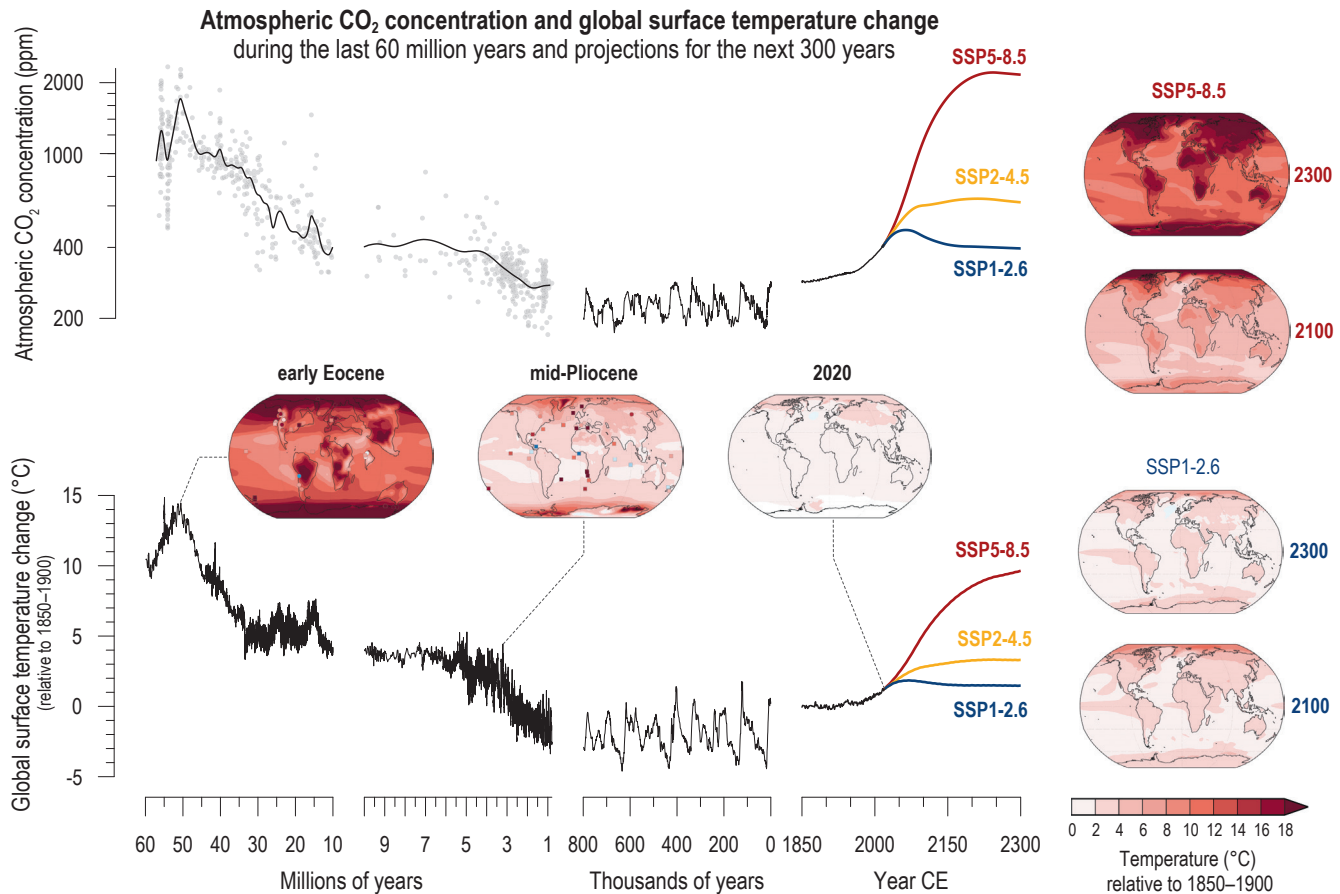 Atmospheric CO₂ concentration and global surface temperature change
during the last 60 million years and projections for the next 300 years
Atmospheric CO₂ concentration (ppm)
2000
1000
400
200
SSP5-8.5
SSP2-4.5
SSP1-2.6
SSP5-8.5
2300
2100
early Eocene
mid-Pliocene
2020
Global surface temperature change (°C)
(relative to 1850–1900)
15
10
5
0
-5
SSP5-8.5
SSP2-4.5
SSP1-2.6
SSP1-2.6
2300
2100
60 50 40 30 20 10
9 7 5 3 1
800 600 400 200 0
1850 2000 2150 2300
Millions of years
Thousands of years
Year CE
0 2 4 6 8 10 12 14 16 18
Temperature (°C)
relative to 1850–1900